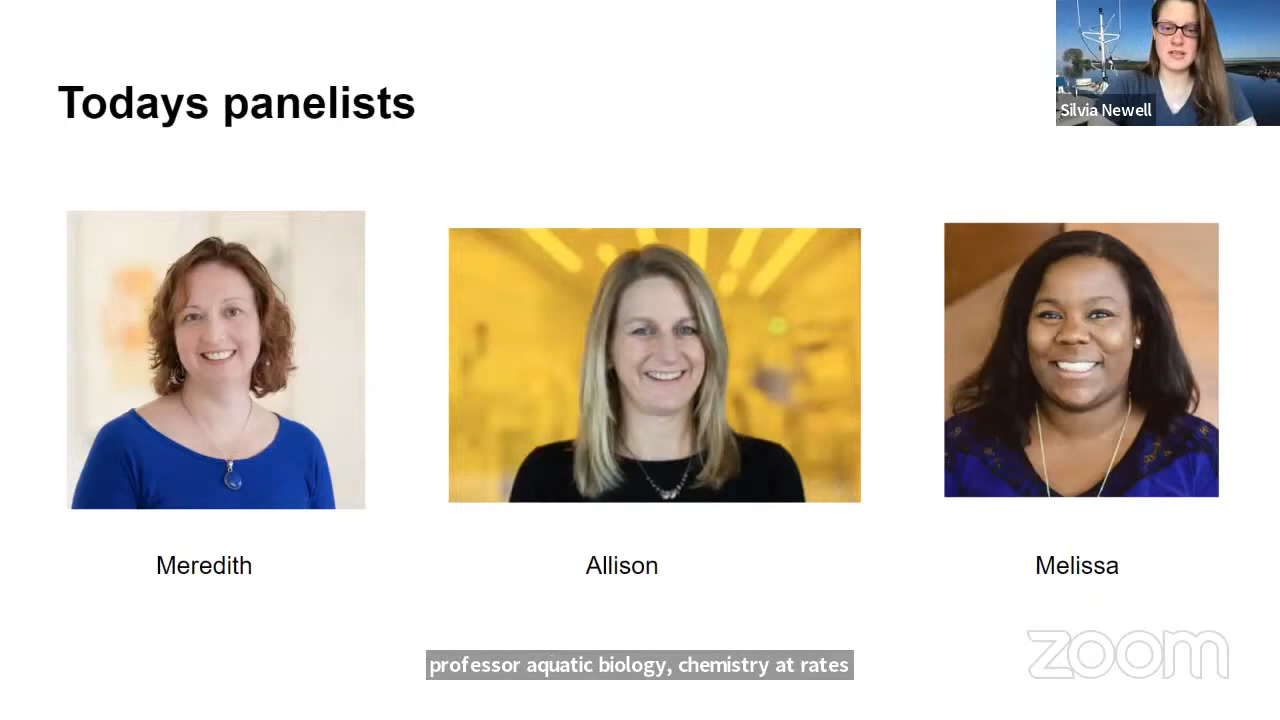 Todays panelists
Silvia Newell
Meredith
Allison
Melissa
professor aquatic biology, chemistry at rates
zoom